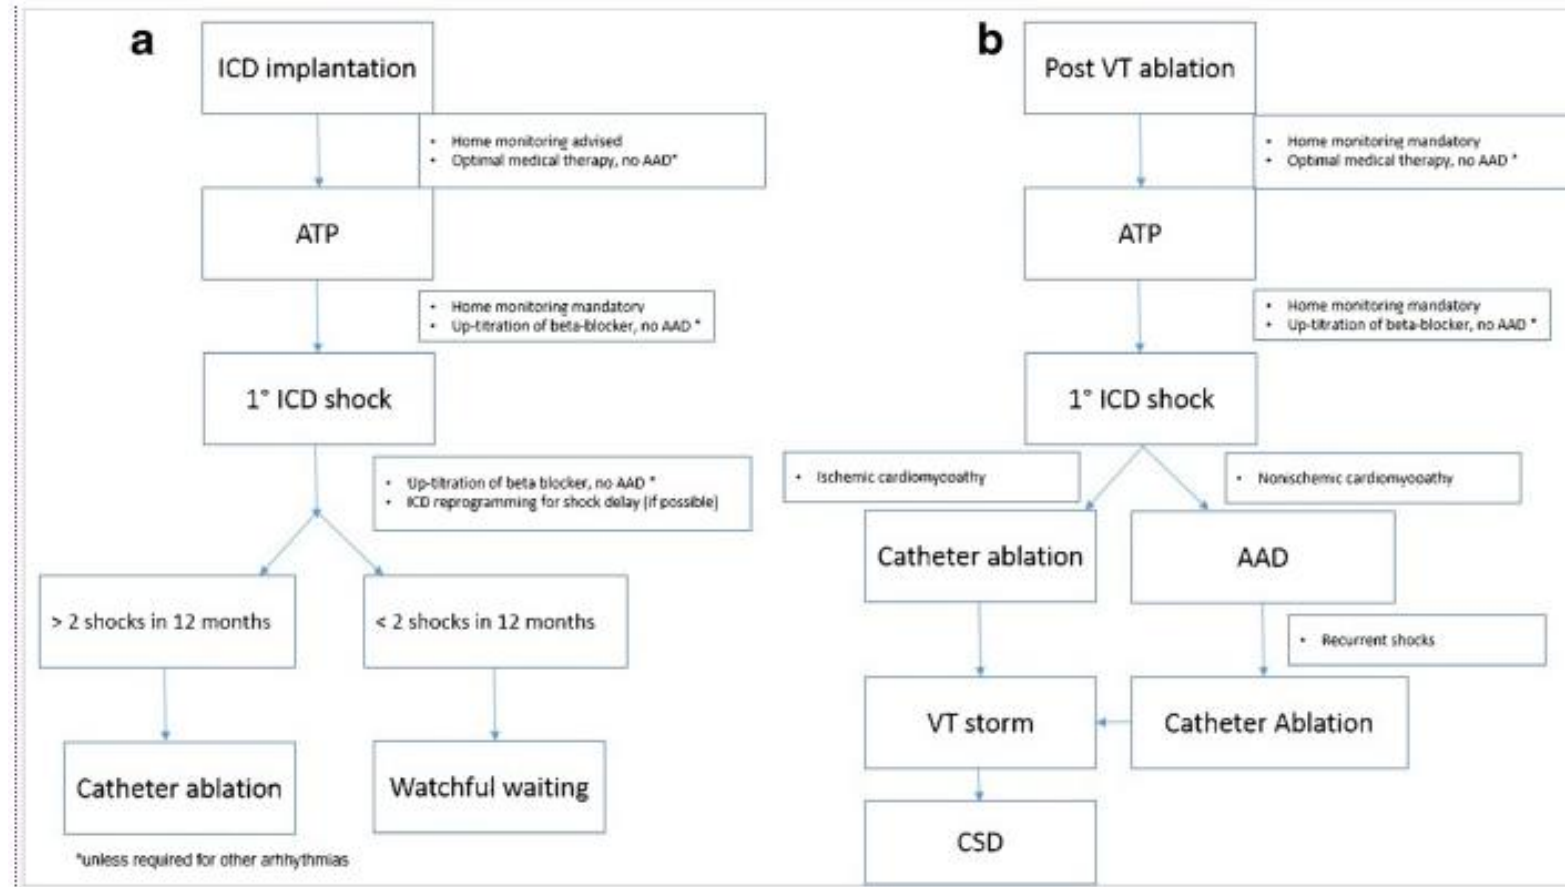 a
ICD implantation
• Home monitoring advised
• Optimal medical therapy, no AAD*
ATP
• Home monitoring mandatory
• Up-titration of beta-blocker, no AAD *
1° ICD shock
• Up-titration of beta blocker, no AAD *
• ICD reprogramming for shock delay (if possible)
> 2 shocks in 12 months
< 2 shocks in 12 months
Catheter ablation
Watchful waiting
*unless required for other arhhythmias
b
Post VT ablation
• Home monitoring mandatory
• Optimal medical therapy, no AAD *
ATP
• Home monitoring mandatory
• Up-titration of beta-blocker, no AAD *
1° ICD shock
• Ischemic cardiomyooathy
• Nonischemic cardiomyooathy
Catheter ablation
AAD
• Recurrent shocks
VT storm
Catheter Ablation
CSD